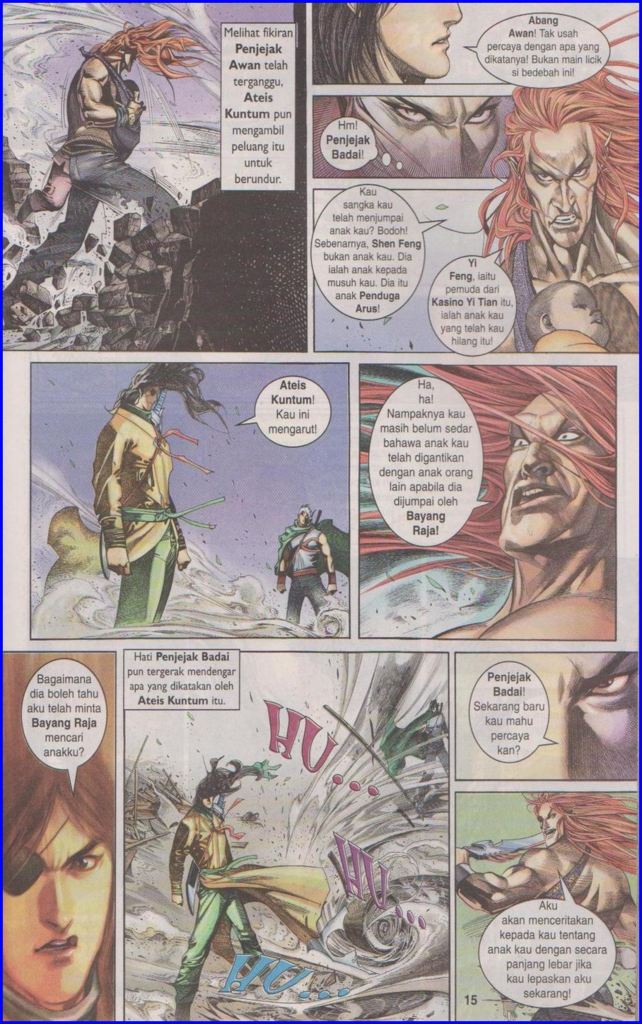 Melihat fikiran
Penjejak
Awan telah
terganggu,
Ateis
Kuntum pun
mengambil
peluang itu
untuk
berundur.
Abang
Awan! Tak usah
percaya dengan apa yang
dikatanya! Bukan main licik
si bedebah ini!
Hm!
Penjejak
Badai!
Kau
sangka kau
telah menjumpai
anak kau? Bodoh!
Sebenarnya, Shen Feng
bukan anak kau. Dia
ialah anak kepada
musuh kau. Dia itu
anak Penduga
Arus!
Yi
Feng, iaitu
pemuda dari
Kasino Yi Tian itu,
ialah anak kau
yang telah kau
hilang itu!
Ateis
Kuntum!
Kau ini
mengarut!
Ha,
ha!
Nampaknya kau
masih belum sedar
bahawa anak kau
telah digantikan
dengan anak orang
lain apabila dia
dijumpai oleh
Bayang
Raja!
Bagaimana
dia boleh tahu
aku telah minta
Bayang Raja
mencari
anakku?
Hati Penjejak Badai
pun tergerak mendengar
apa yang dikatakan oleh
Ateis Kuntum itu.
HU...
HU...
HU...
Penjejak
Badai!
Sekarang baru
kau mahu
percaya
kan?
Aku
akan menceritakan
kepada kau tentang
anak kau dengan secara
panjang lebar jika
kau lepaskan aku
sekarang!
15